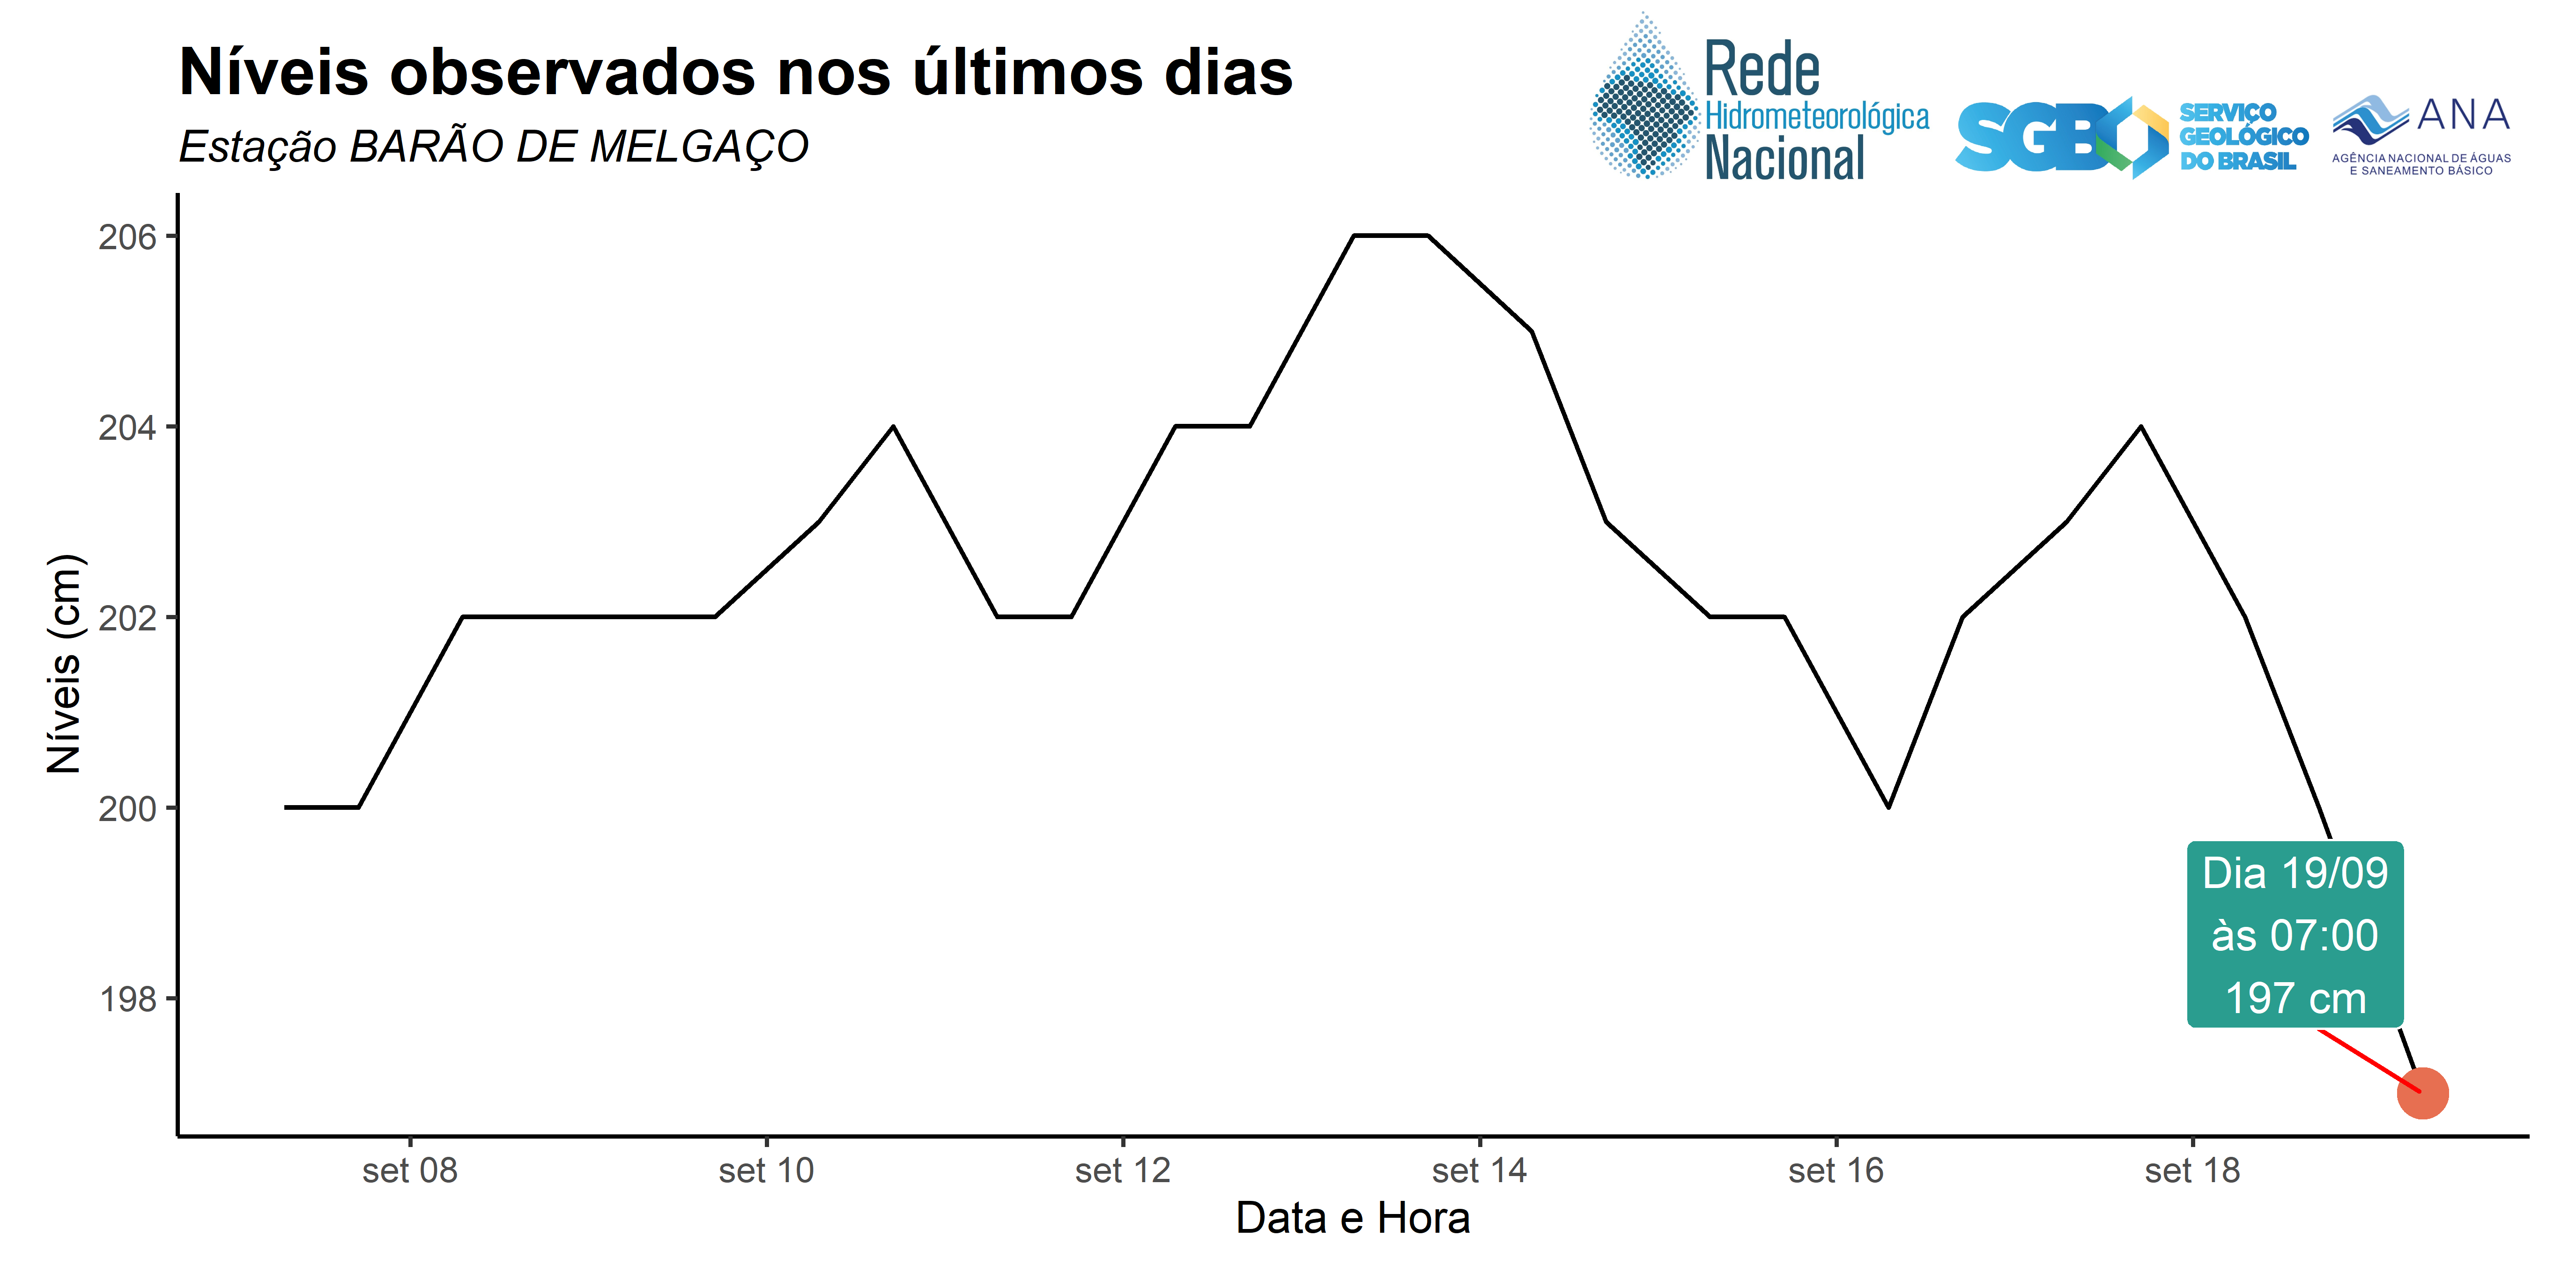 Níveis observados nos últimos dias
Estação BARÃO DE MELGAÇO
Rede
Hidrometeorológica
Nacional
SGB
SERVIÇO
GEOLÓGICO
DO BRASIL
ANA
AGÊNCIA NACIONAL DE ÁGUAS
E SANEAMENTO BÁSICO
Níveis (cm)
206
204
202
200
198
Dia 19/09
às 07:00
197 cm
set 08
set 10
set 12
set 14
set 16
set 18
Data e Hora